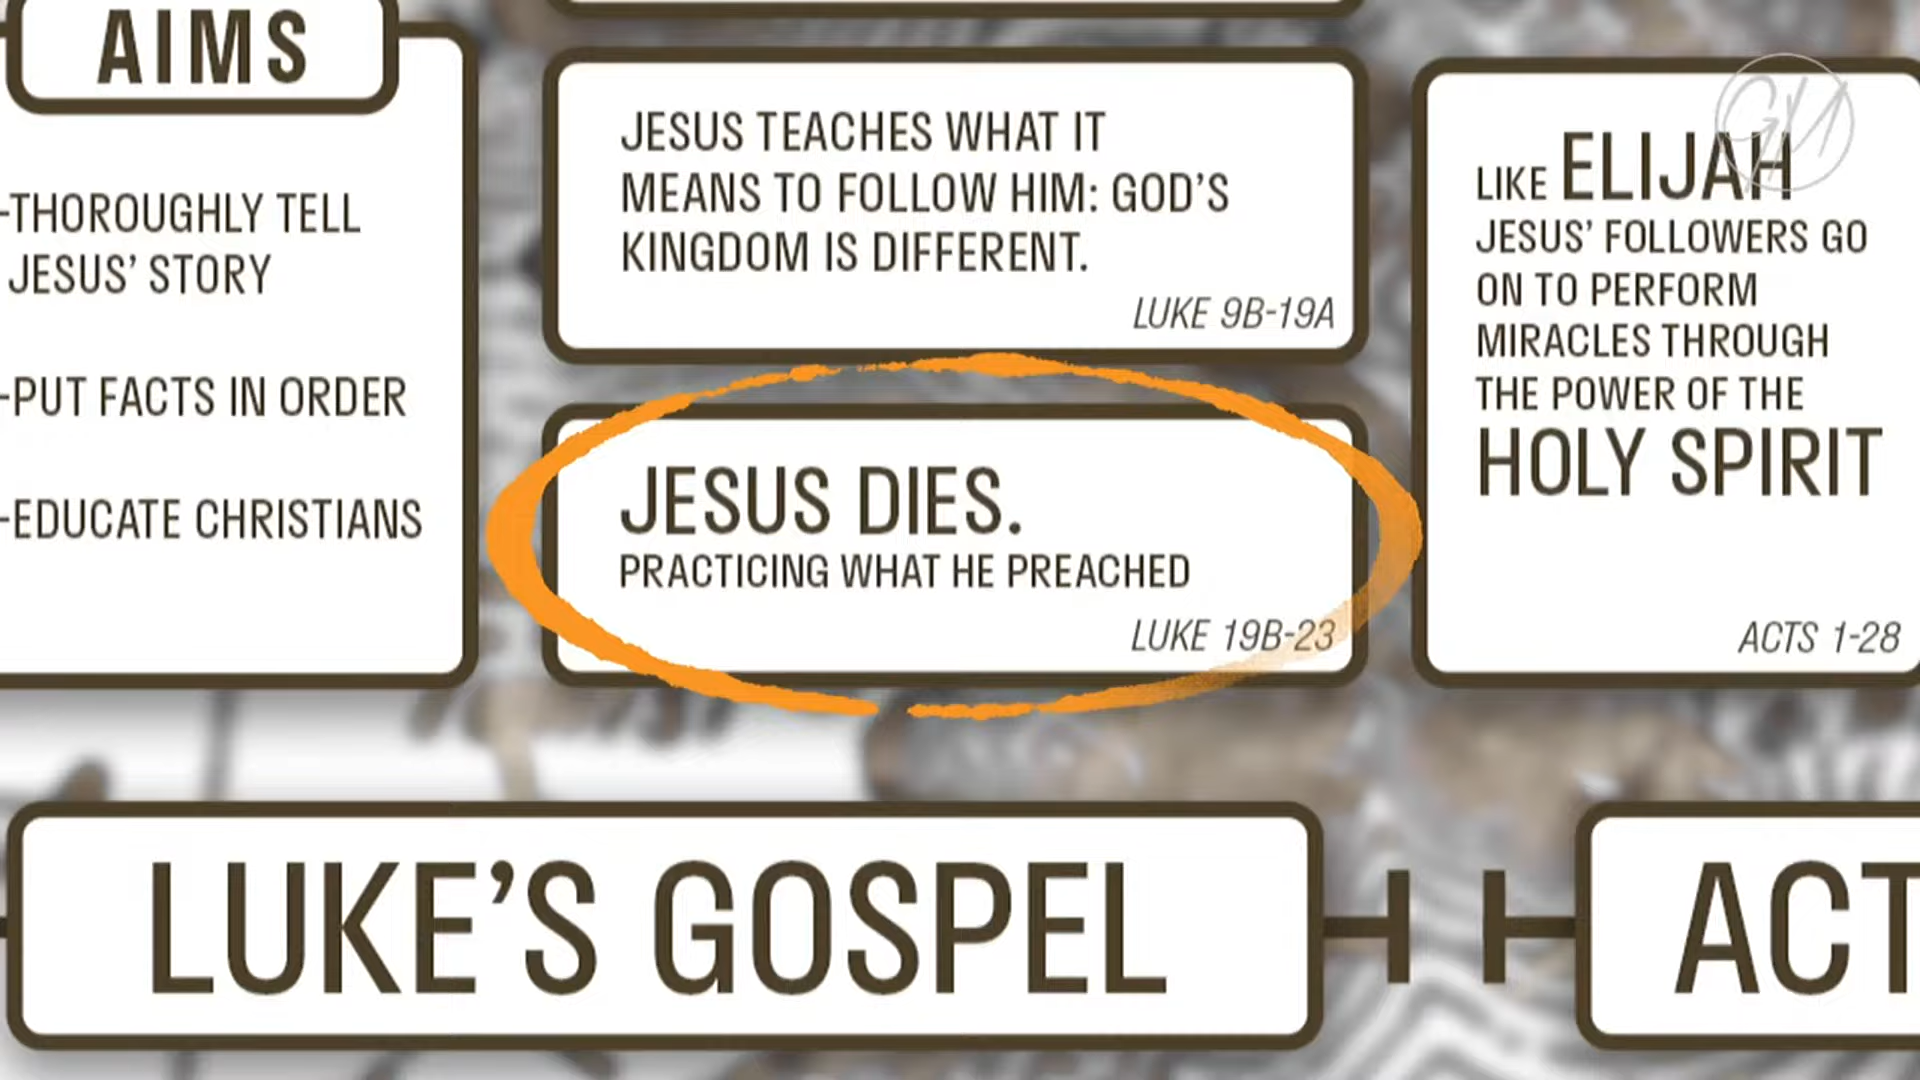 AIMS
-THOROUGHLY TELL
JESUS' STORY
-PUT FACTS IN ORDER
-EDUCATE CHRISTIANS
JESUS TEACHES WHAT IT
MEANS TO FOLLOW HIM: GOD'S
KINGDOM IS DIFFERENT.
LUKE 9B-19A
JESUS DIES.
PRACTICING WHAT HE PREACHED
LUKE 19B-23
LIKE ELIJAH
JESUS' FOLLOWERS GO
ON TO PERFORM
MIRACLES THROUGH
THE POWER OF THE
HOLY SPIRIT
ACTS 1-28
GM
LUKE'S GOSPEL
ACT